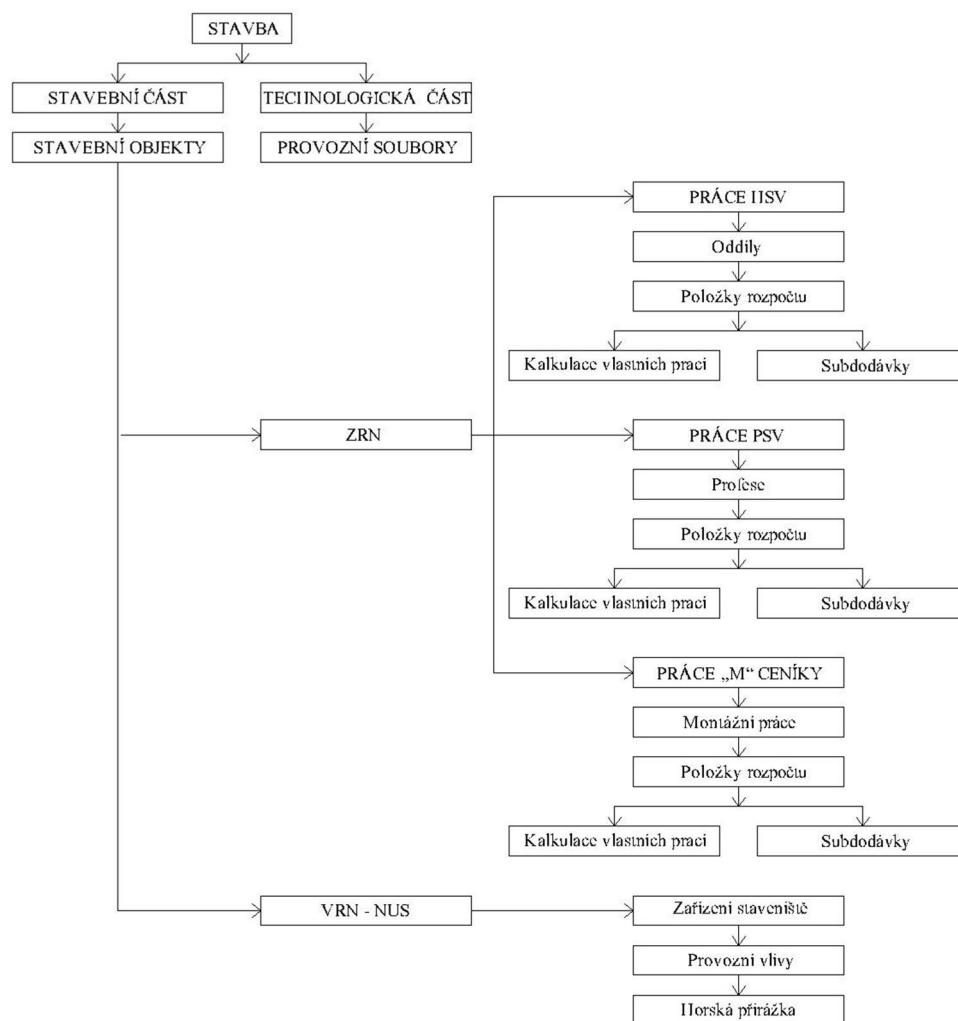 STAVBA
STAVEBNÍ ČÁST
TECHNOLOGICKÁ ČÁST
STAVEBNÍ OBJEKTY
PROVOZNÍ SOUBORY
PRÁCE HSV
Oddíly
Položky rozpočtu
Kalkulace vlastních prací
Subdodávky
ZRN
PRÁCE PSV
Profese
Položky rozpočtu
Kalkulace vlastních prací
Subdodávky
PRÁCE „M“ CENÍKY
Montážní práce
Položky rozpočtu
Kalkulace vlastních prací
Subdodávky
VRN - NUS
Zařízení staveniště
Provozní vlivy
Horská přirážka